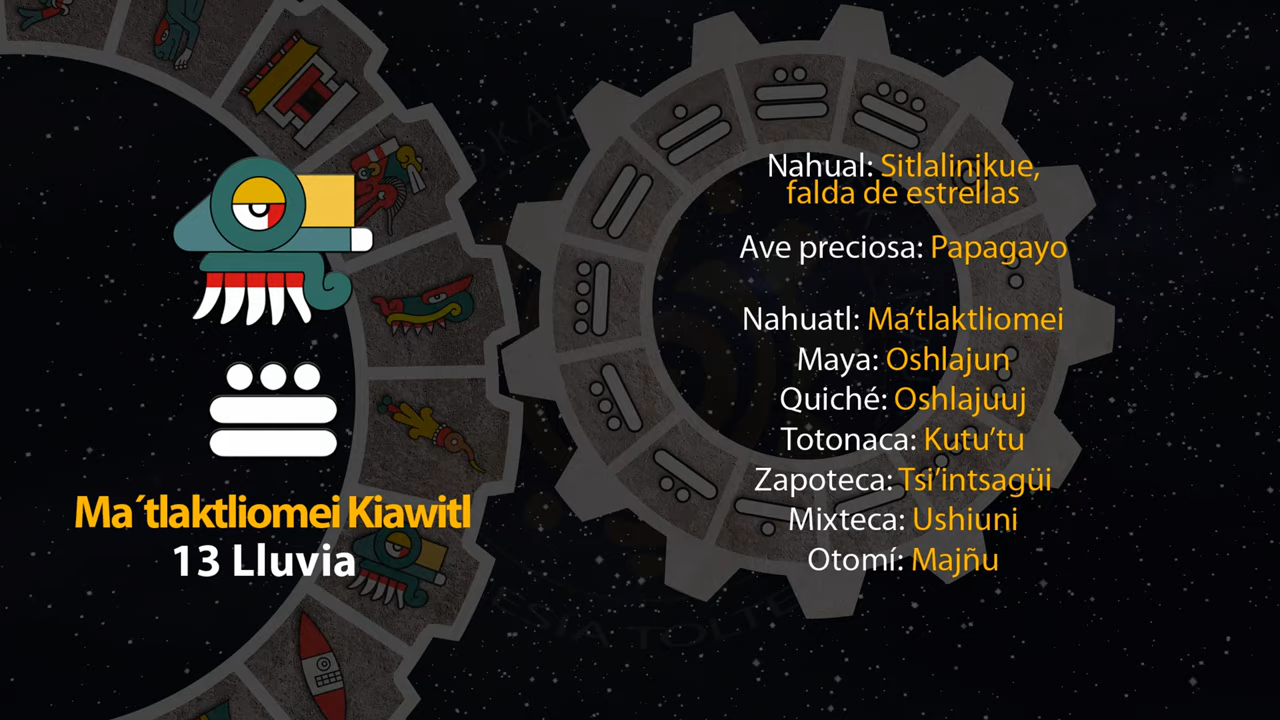 Ma´tlaktliomei Kiawitl
13 Lluvia
Nahual: Sitlalinikue,
falda de estrellas
Ave preciosa: Papagayo
Nahuatl: Ma’tlaktliomei
Maya: Oshlajun
Quiché: Oshlajuuj
Totonaca: Kutu’tu
Zapoteca: Tsi’intsagüi
Mixteca: Ushiuni
Otomí: Majñu